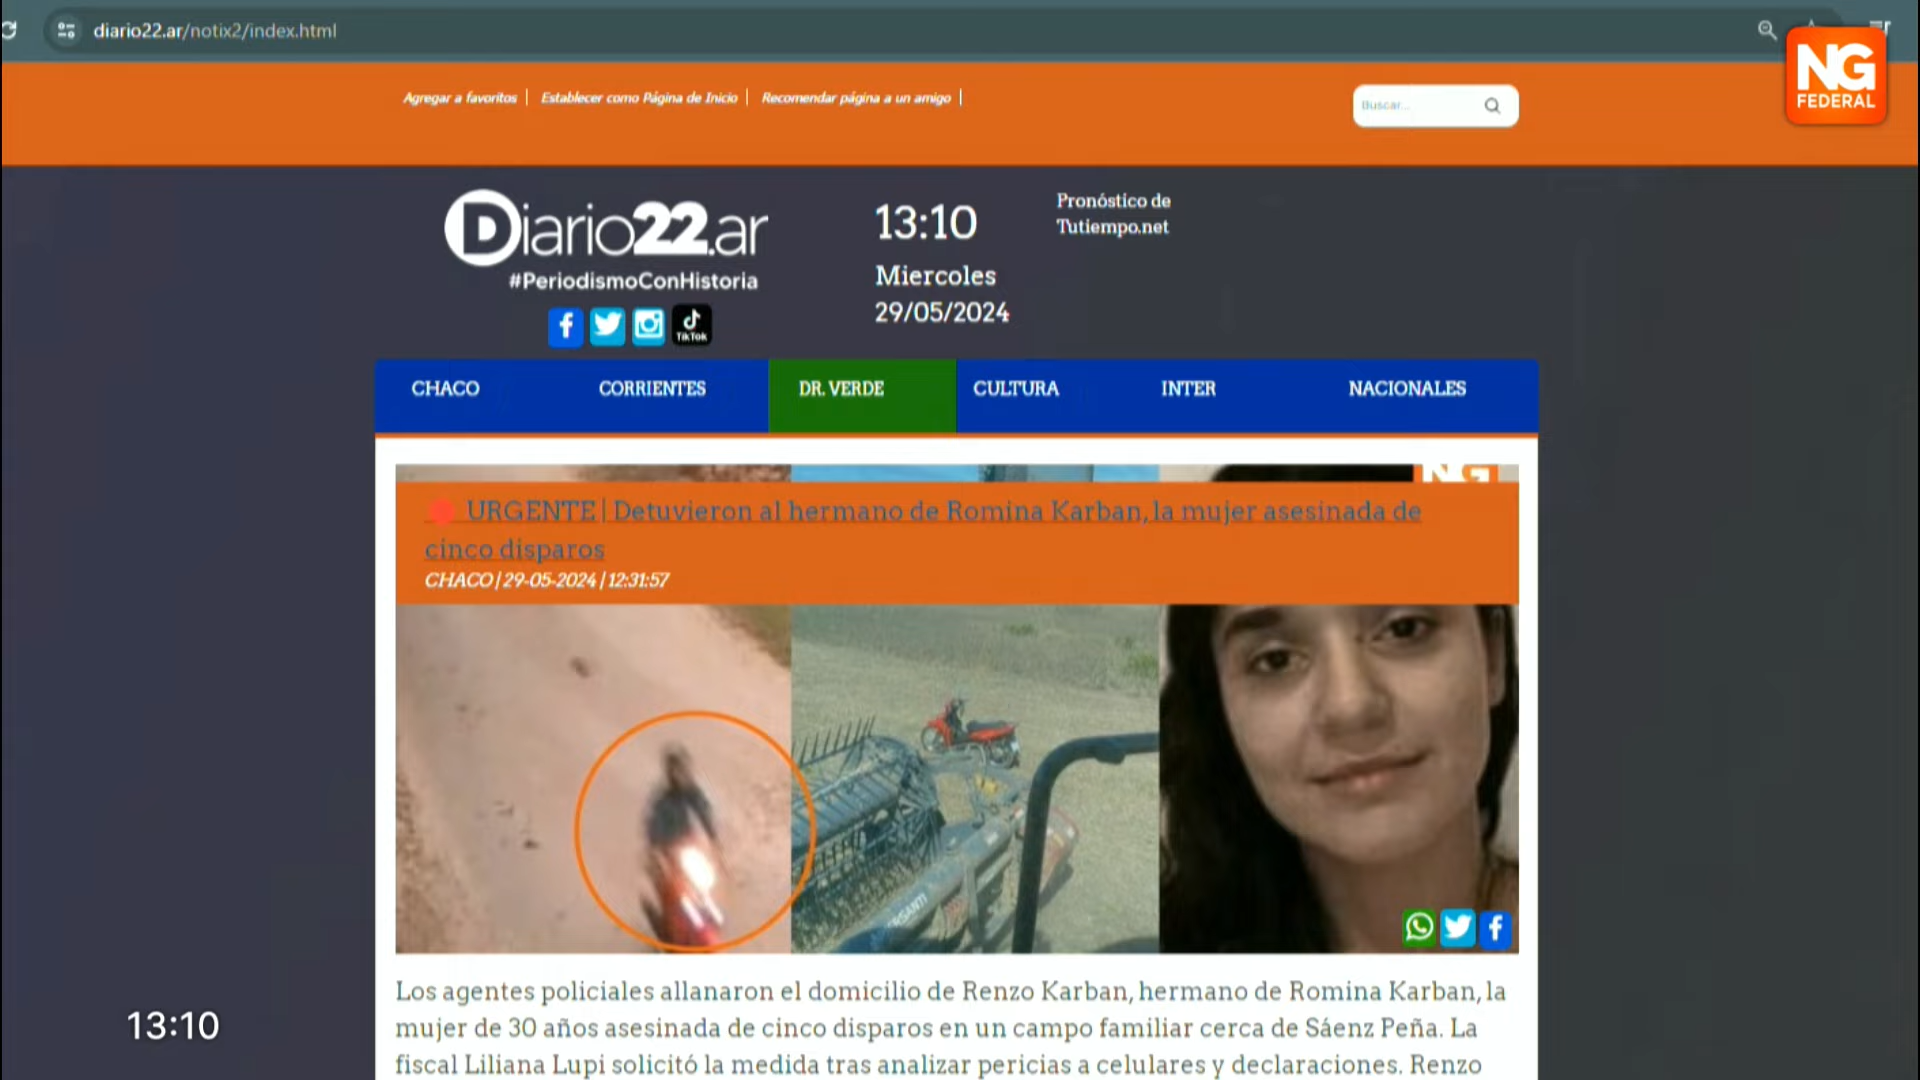 diario22.ar/notix2/index.html
NG
FEDERAL
Agregar a favoritos | Establecer como Página de Inicio | Recomendar página a un amigo |
Buscar...
Diario22.ar
#PeriodismoConHistoria
TikTok
13:10
Miercoles
29/05/2024
Pronóstico de
Tutiempo.net
CHACO CORRIENTES DR. VERDE CULTURA INTER NACIONALES
NG
URGENTE | Detuvieron al hermano de Romina Karban, la mujer asesinada de
cinco disparos
CHACO | 29-05-2024 | 12:31:57
Los agentes policiales allanaron el domicilio de Renzo Karban, hermano de Romina Karban, la
mujer de 30 años asesinada de cinco disparos en un campo familiar cerca de Sáenz Peña. La
fiscal Liliana Lupi solicitó la medida tras analizar pericias a celulares y declaraciones. Renzo
13:10